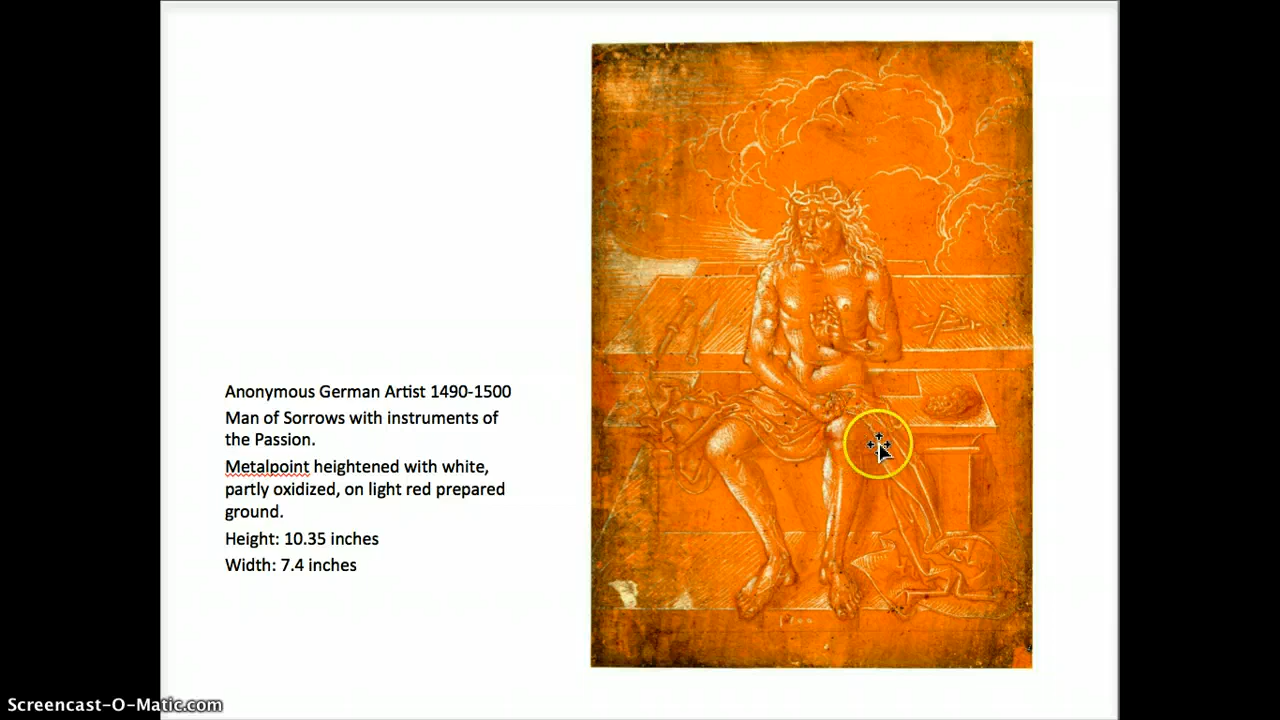 Anonymous German Artist 1490-1500
Man of Sorrows with instruments of
the Passion.
Metalpoint heightened with white,
partly oxidized, on light red prepared
ground.
Height: 10.35 inches
Width: 7.4 inches
Screencast-O-Matic.com